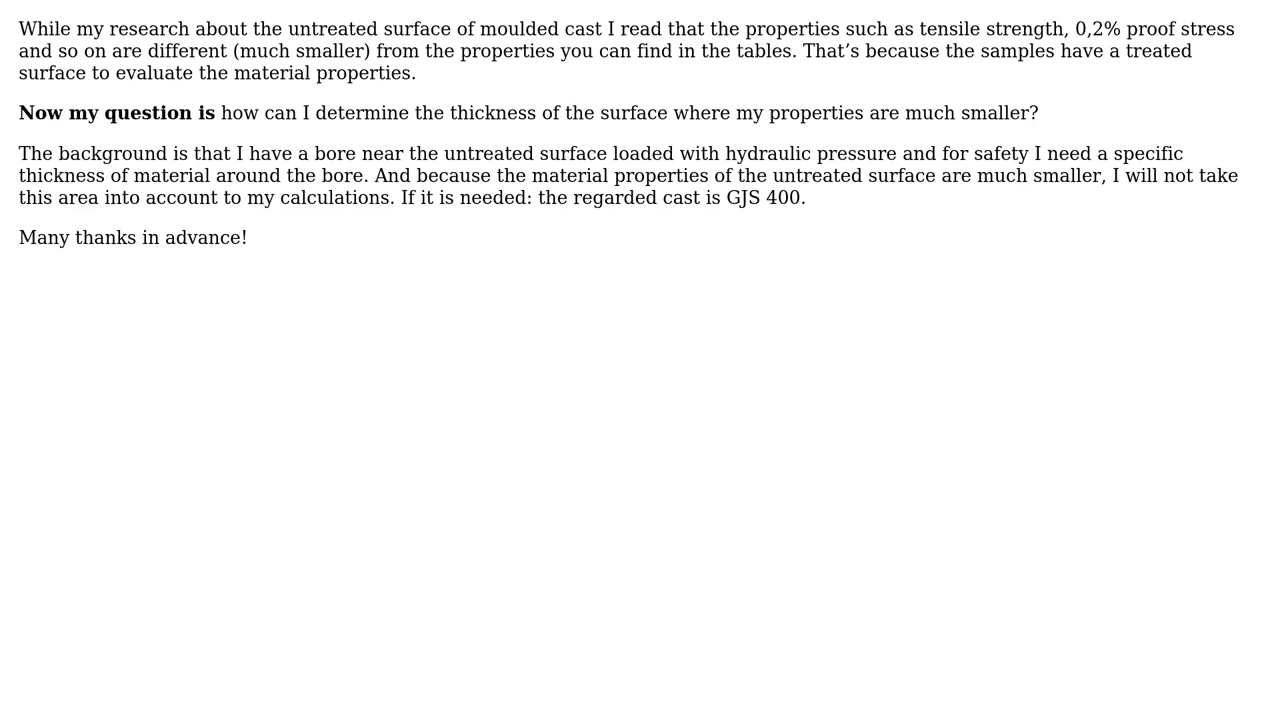 While my research about the untreated surface of moulded cast I read that the properties such as tensile strength, 0,2% proof stress
and so on are different (much smaller) from the properties you can find in the tables. That’s because the samples have a treated
surface to evaluate the material properties.
Now my question is how can I determine the thickness of the surface where my properties are much smaller?
The background is that I have a bore near the untreated surface loaded with hydraulic pressure and for safety I need a specific
thickness of material around the bore. And because the material properties of the untreated surface are much smaller, I will not take
this area into account to my calculations. If it is needed: the regarded cast is GJS 400.
Many thanks in advance!